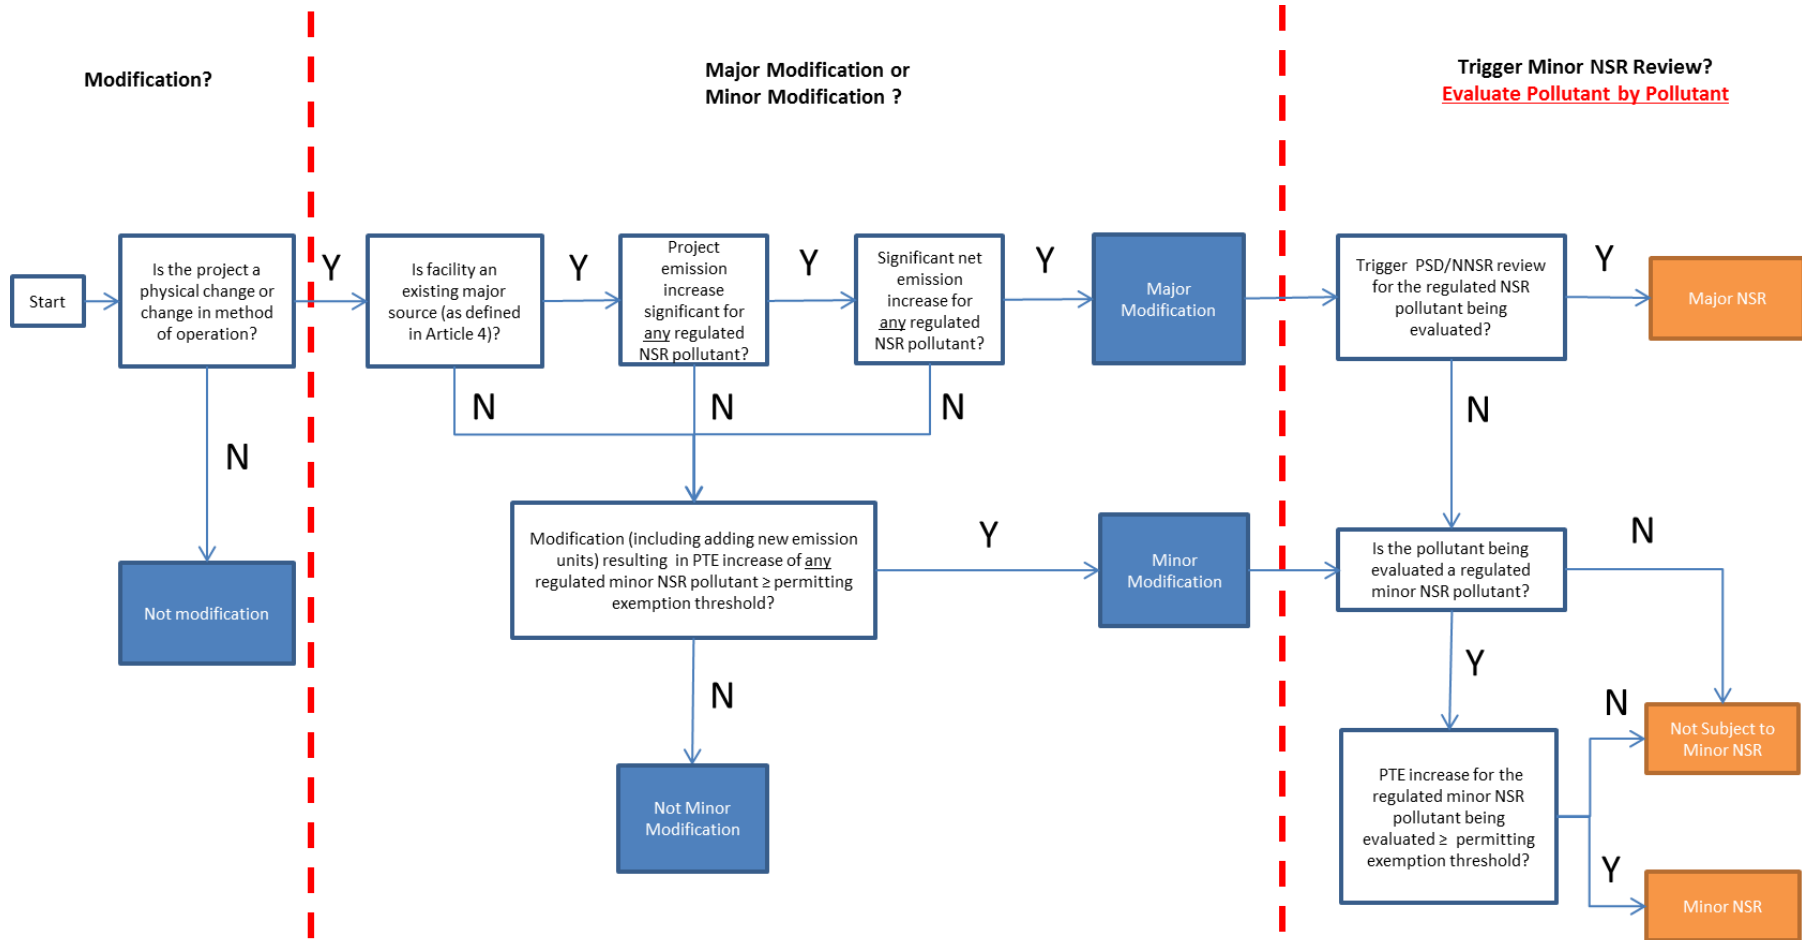 Modification?
Major Modification or
Minor Modification ?
Trigger Minor NSR Review?
Evaluate Pollutant by Pollutant
Start
Is the project a
physical change or
change in method
of operation?
Y
N
Not modification
Is facility an
existing major
source (as defined
in Article 4)?
Y
N
Project
emission
increase
significant for
any regulated
NSR pollutant?
Y
N
Significant net
emission
increase for
any regulated
NSR pollutant?
Y
N
Major
Modification
Modification (including adding new emission
units) resulting in PTE increase of any
regulated minor NSR pollutant ≥ permitting
exemption threshold?
Y
N
Minor
Modification
Not Minor
Modification
Trigger PSD/NNSR review
for the regulated NSR
pollutant being
evaluated?
Y
N
Major NSR
Is the pollutant being
evaluated a regulated
minor NSR pollutant?
N
Y
PTE increase for the
regulated minor NSR
pollutant being
evaluated ≥ permitting
exemption threshold?
N
Y
Not Subject to
Minor NSR
Minor NSR